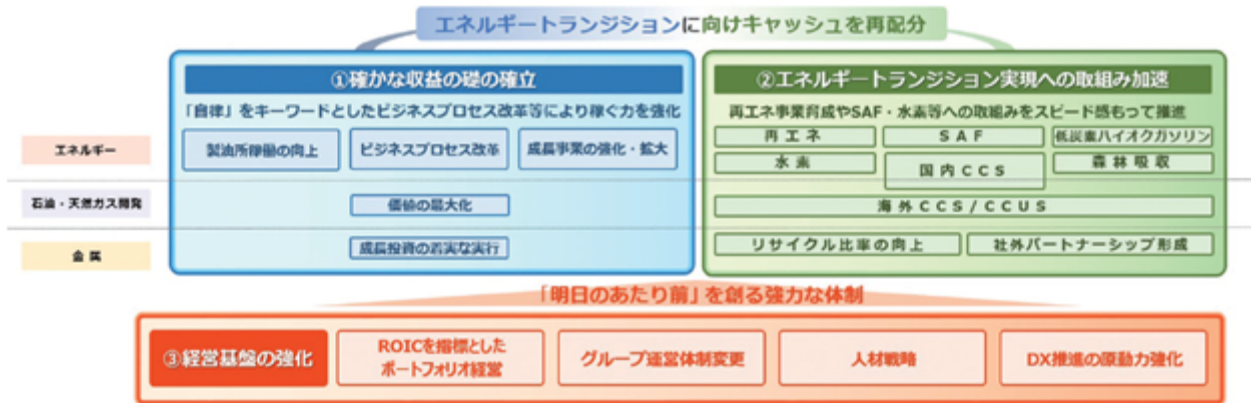 エネルギートランジションに向けキャッシュを再配分
①確かな収益の礎の確立
「自律」をキーワードとしたビジネスプロセス改革等により稼ぐ力を強化
②エネルギートランジション実現への取組み加速
再エネ事業育成やSAF・水素等への取組みをスピード感もって推進
エネルギー
製油所稼働の向上
ビジネスプロセス改革
成長事業の強化・拡大
再エネ
SAF
低炭素バイオクガソリン
水素
国内CCS
森林吸収
石油・天然ガス開発
価値の最大化
海外CCS/CCUS
金属
成長投資の着実な実行
リサイクル比率の向上
社外パートナーシップ形成
「明日のあたり前」を創る強力な体制
③経営基盤の強化
ROICを指標とした
ポートフォリオ経営
グループ運営体制変更
人材戦略
DX推進の原動力強化